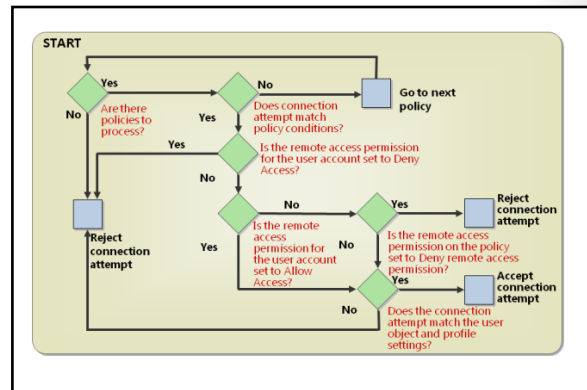 START
Yes
No
Are there
policies to
process?
No
Yes
Does connection
attempt match
policy conditions?
Go to next
policy
Yes
No
Is the remote access permission
for the user account set to Deny
Access?
Reject
connection
attempt
No
Yes
Is the remote
access
permission for
the user account
set to Allow
Access?
Yes
No
Is the remote access
permission on the policy
set to Deny remote access
permission?
Reject
connection
attempt
Yes
No
Does the connection
attempt match the user
object and profile
settings?
Accept
connection
attempt